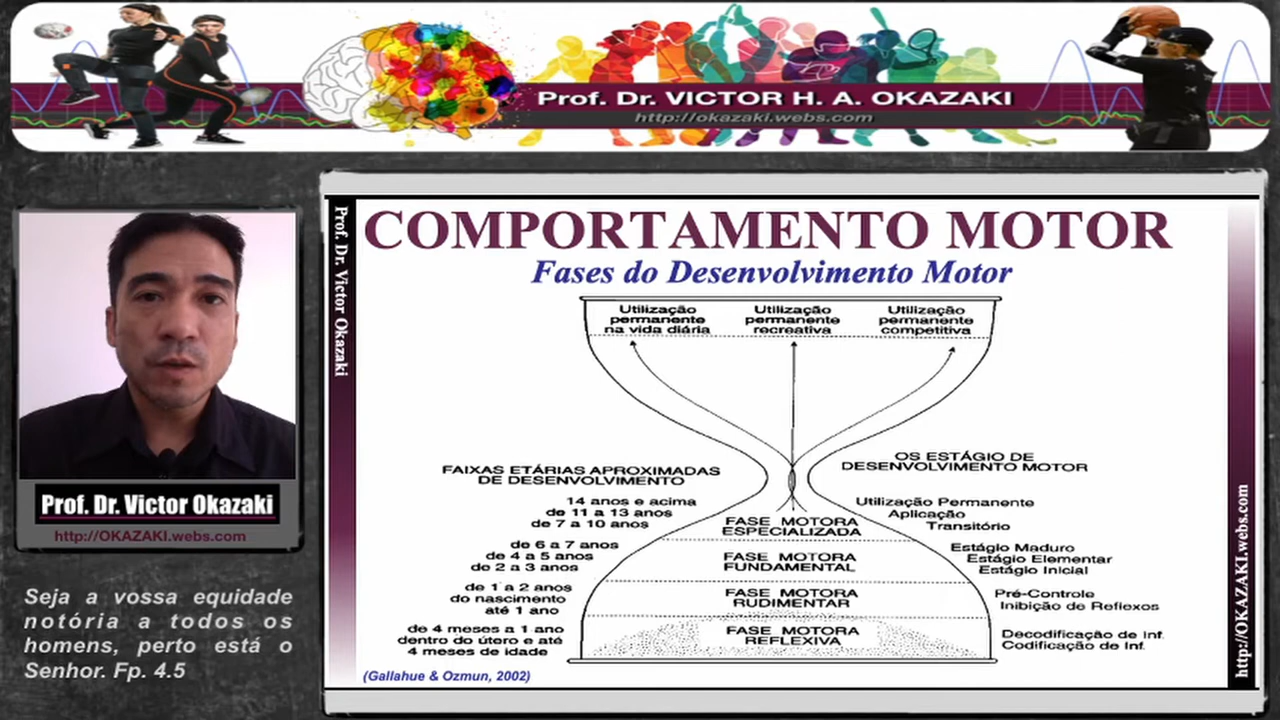 Prof. Dr. VICTOR H. A. OKAZAKI
http://okazaki.webs.com
Prof. Dr. Victor Okazaki
http://OKAZAKI.webs.com
Seja a vossa equidade
notória a todos os
homens, perto está o
Senhor. Fp. 4.5
Prof. Dr. Victor Okazaki
COMPORTAMENTO MOTOR
Fases do Desenvolvimento Motor
Utilização
permanente
na vida diária
Utilização
permanente
recreativa
Utilização
permanente
competitiva
FAIXAS ETÁRIAS APROXIMADAS
DE DESENVOLVIMENTO
OS ESTÁGIO DE
DESENVOLVIMENTO MOTOR
14 anos e acima
de 11 a 13 anos
de 7 a 10 anos
FASE MOTORA
ESPECIALIZADA
Utilização Permanente
Aplicação
Transitório
de 6 a 7 anos
de 4 a 5 anos
de 2 a 3 anos
FASE MOTORA
FUNDAMENTAL
Estágio Maduro
Estágio Elementar
Estágio Inicial
de 1 a 2 anos
do nascimento
até 1 ano
FASE MOTORA
RUDIMENTAR
Pré-Controle
Inibição de Reflexos
de 4 meses a 1 ano
dentro do útero e até
4 meses de idade
FASE MOTORA
REFLEXIVA
Decodificação de Inf.
Codificação de Inf.
(Gallahue & Ozmun, 2002)
http://OKAZAKI.webs.com